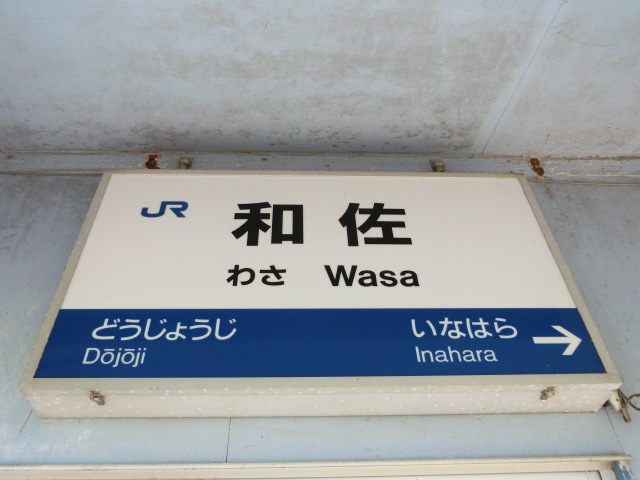 JR
和佐
わさ Wasa
どうじょうじ いなはら →
Dōjōji Inahara